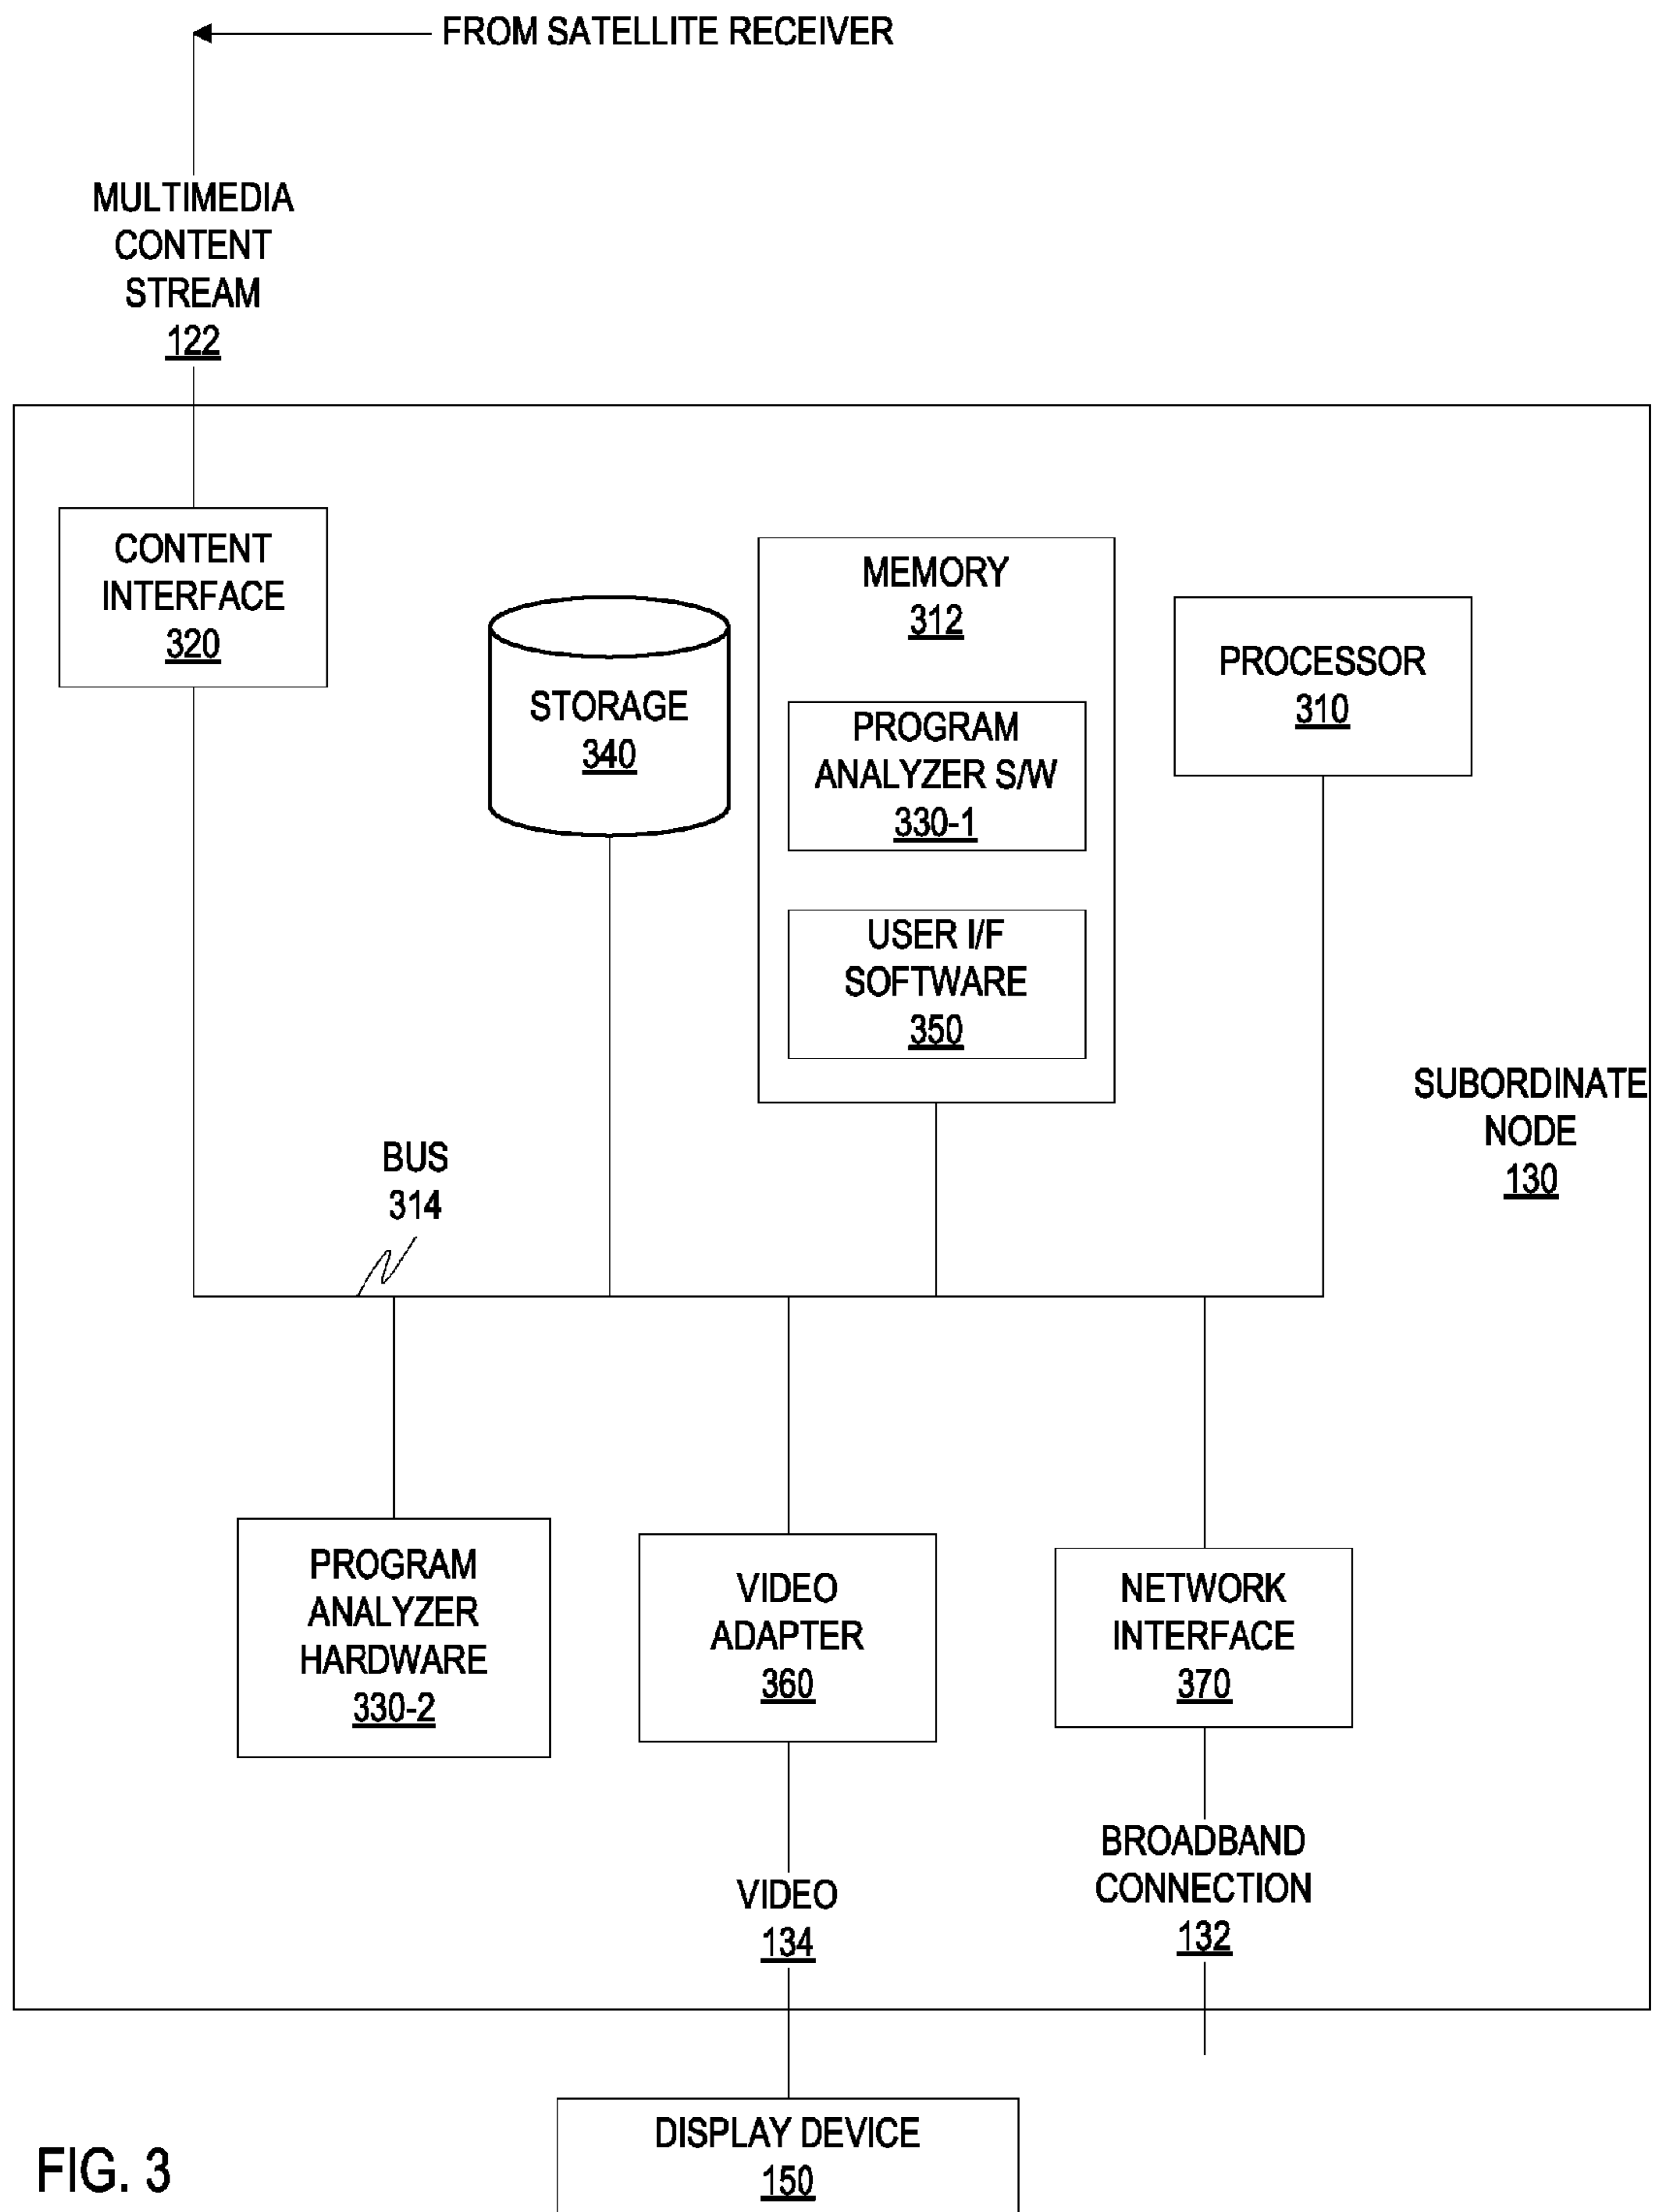 FROM SATELLITE RECEIVER
MULTIMEDIA
CONTENT
STREAM
122
CONTENT
INTERFACE
320
STORAGE
340
MEMORY
312
PROGRAM
ANALYZER S/W
330-1
USER I/F
SOFTWARE
350
PROCESSOR
310
SUBORDINATE
NODE
130
BUS
314
PROGRAM
ANALYZER
HARDWARE
330-2
VIDEO
ADAPTER
360
NETWORK
INTERFACE
370
VIDEO
134
BROADBAND
CONNECTION
132
DISPLAY DEVICE
150
FIG. 3